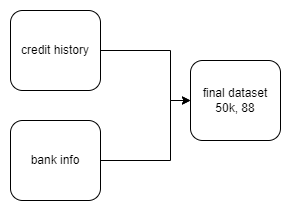 credit history
final dataset
50k, 88
bank info